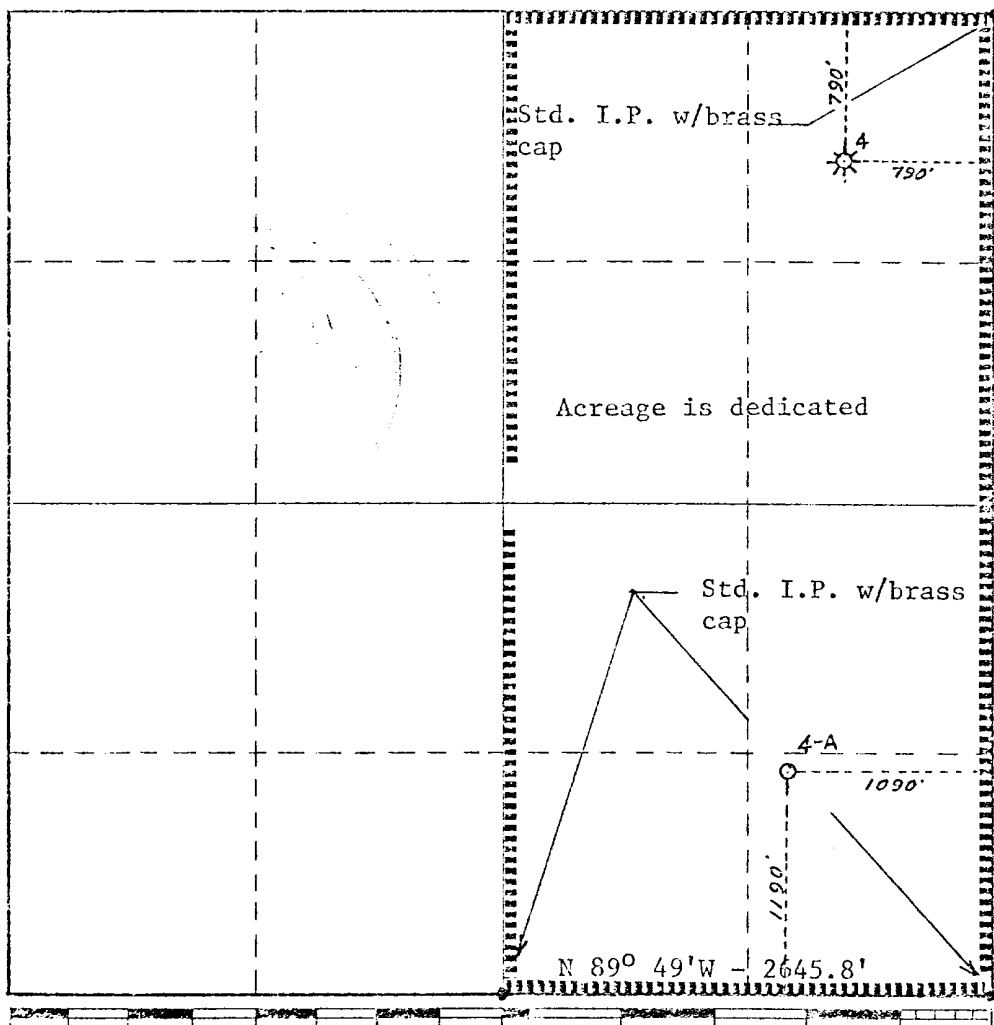 790'
Std. I.P. w/brass
cap
4
790'
Acreage is dedicated
Std. I.P. w/brass
cap
4-A
1090'
1190'
N 89° 49'W - 2645.8'